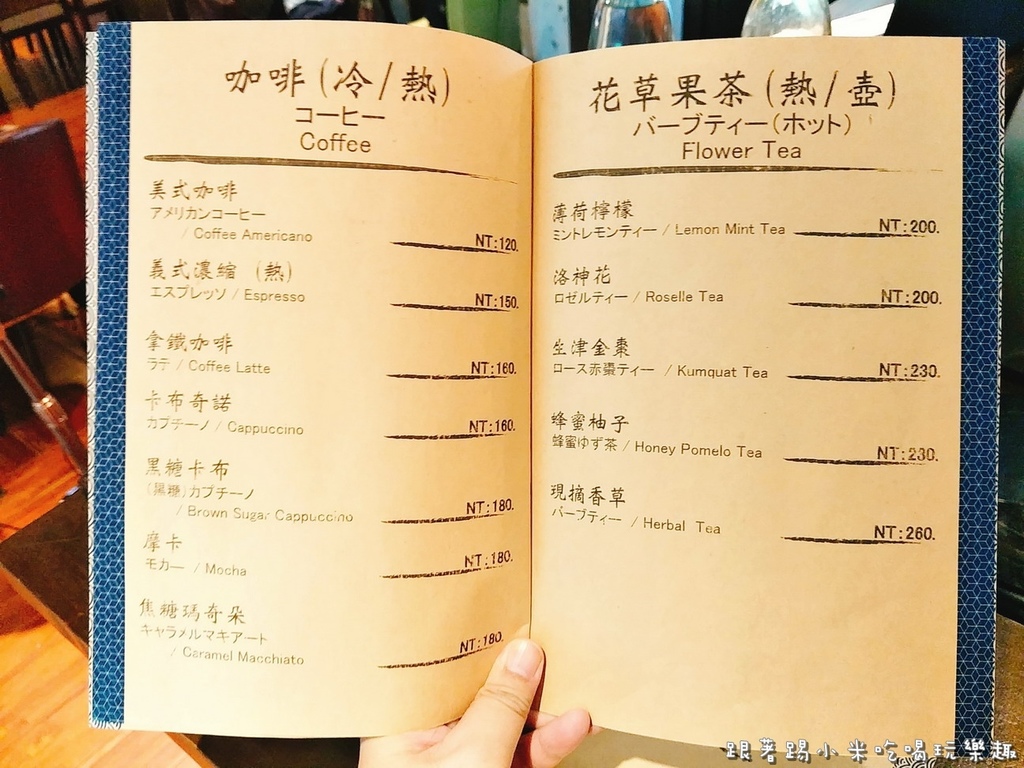 咖啡(冷/熱)
コーヒー
Coffee
美式咖啡
アメリカンコーヒー
/ Coffee Americano
NT:120.
義式濃縮 (熱)
エスプレッソ / Espresso
NT:150.
拿鐵咖啡
ラテ / Coffee Latte
NT:160.
卡布奇諾
カプチーノ / Cappuccino
NT:160.
黑糖卡布
(黒糖)カプチーノ
/ Brown Sugar Cappuccino
NT:180.
摩卡
モカー / Mocha
NT:180.
焦糖瑪奇朵
キャラメルマキアート
/ Caramel Macchiato
NT:180.
花草果茶(熱/壺)
バーブティー(ホット)
Flower Tea
薄荷檸檬
ミントレモンティー / Lemon Mint Tea
NT:200.
洛神花
ロゼルティー / Roselle Tea
NT:200.
生津金棗
ロース赤棗ティー / Kumquat Tea
NT:230.
蜂蜜柚子
蜂蜜ゆず茶 / Honey Pomelo Tea
NT:230.
現摘香草
バーブティー / Herbal Tea
NT:260.
跟著踢小米吃喝玩樂趣